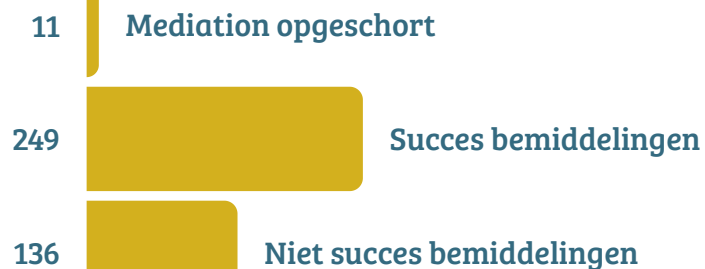 11 Mediation opgeschort
249 Succes bemiddelingen
136 Niet succes bemiddelingen